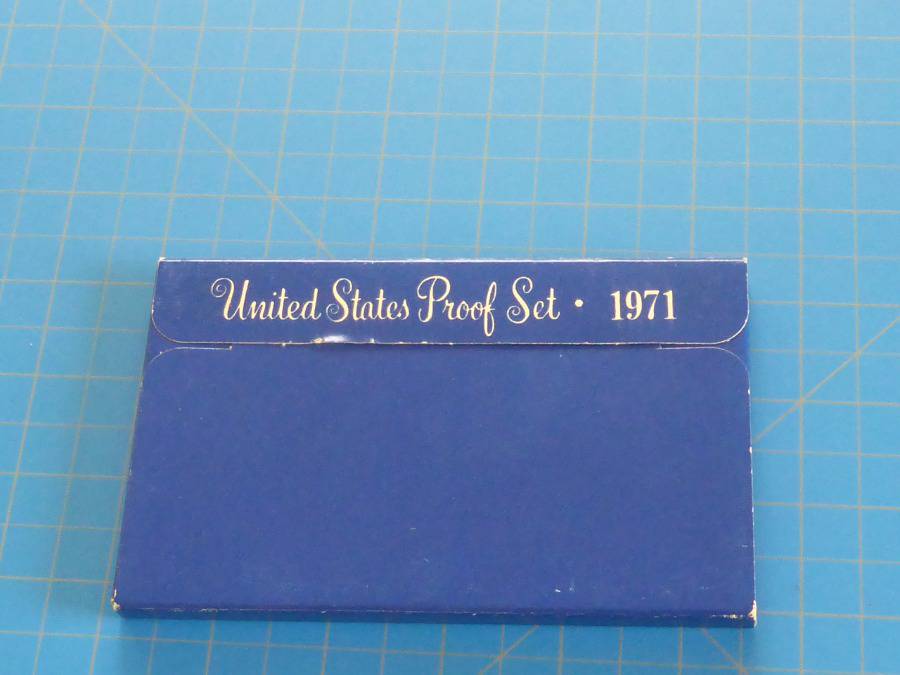 United States Proof Set • 1971